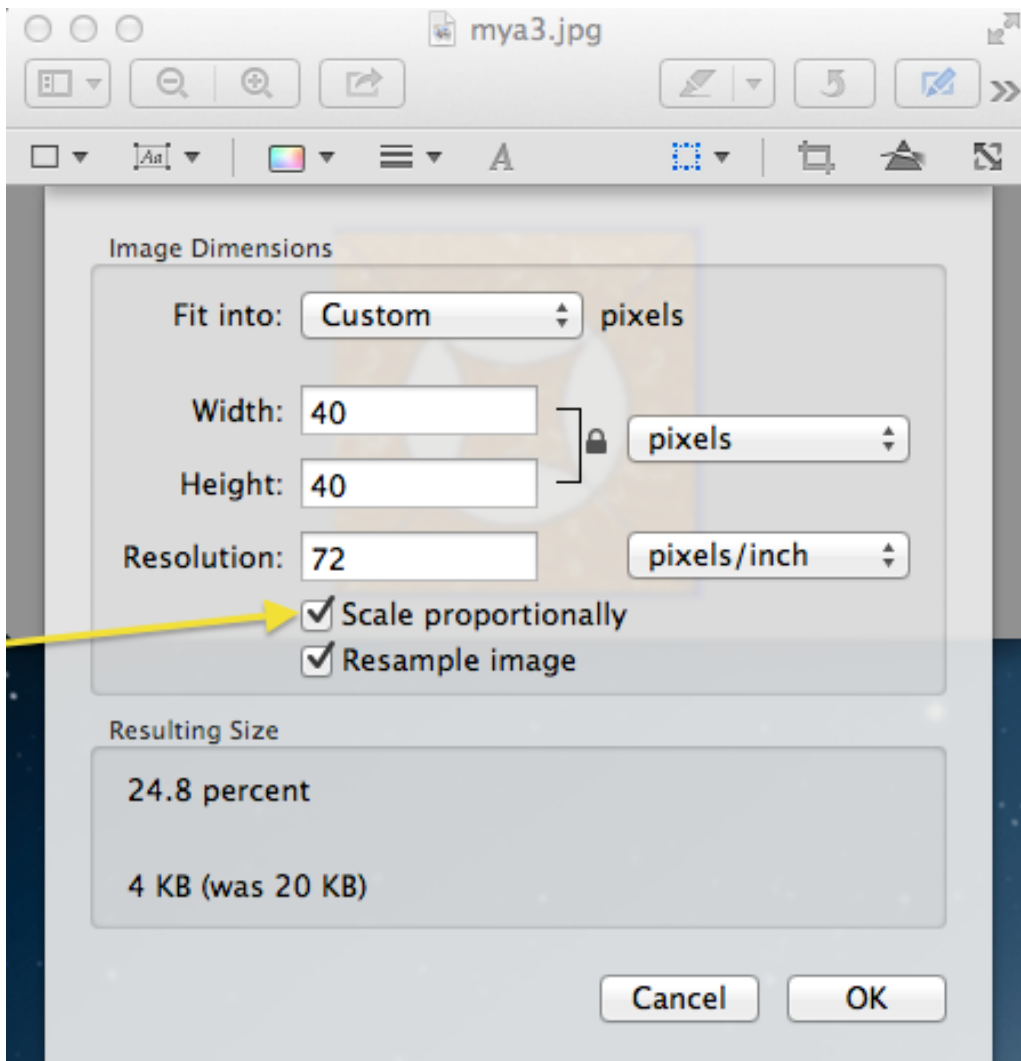 mya3.jpg
Aa A
Image Dimensions
Fit into: Custom pixels
Width: 40
pixels
Height: 40
Resolution: 72 pixels/inch
Scale proportionally
Resample image
Resulting Size
24.8 percent
4 KB (was 20 KB)
Cancel OK